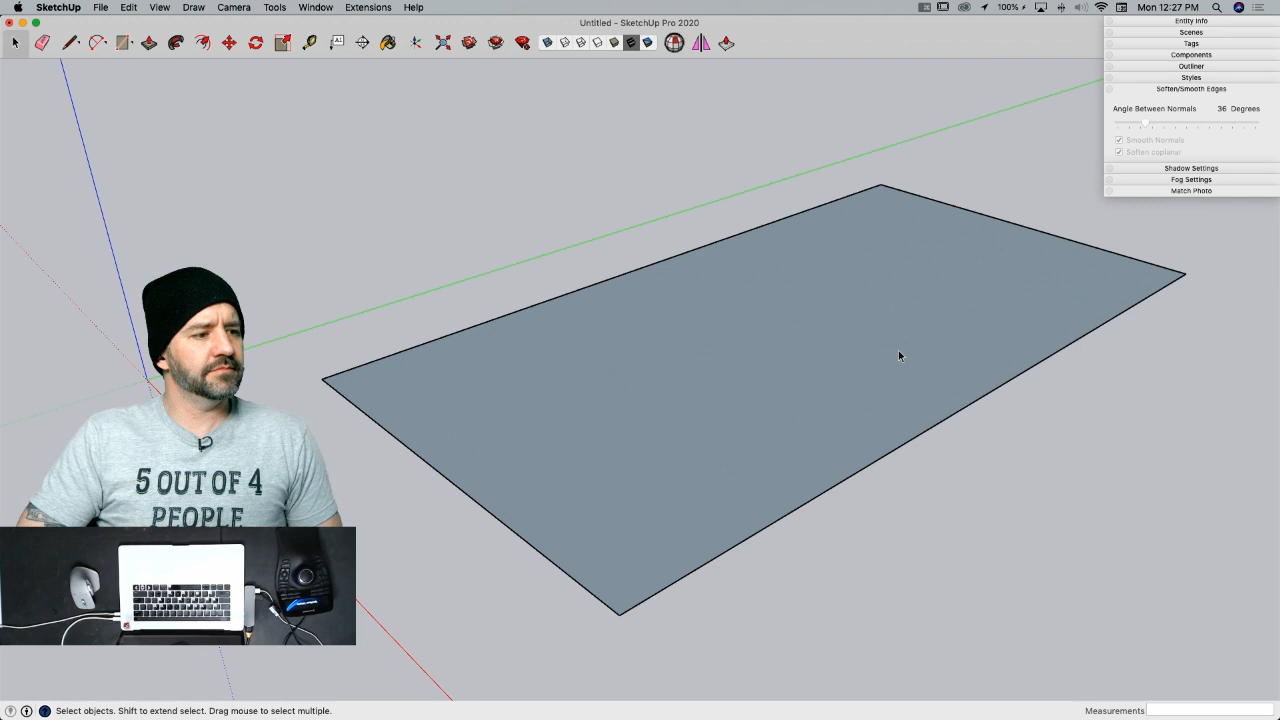 SketchUp File Edit View Draw Camera Tools Window Extensions Help 100% Mon 12:27 PM
Untitled - SketchUp Pro 2020
Entity Info
Scenes
Tags
Components
Outliner
Styles
Soften/Smooth Edges
Angle Between Normals 36 Degrees
Smooth Normals
Soften coplanar
Shadow Settings
Fog Settings
Match Photo
5 OUT OF 4
PEOPLE
Select objects. Shift to extend select. Drag mouse to select multiple. Measurements